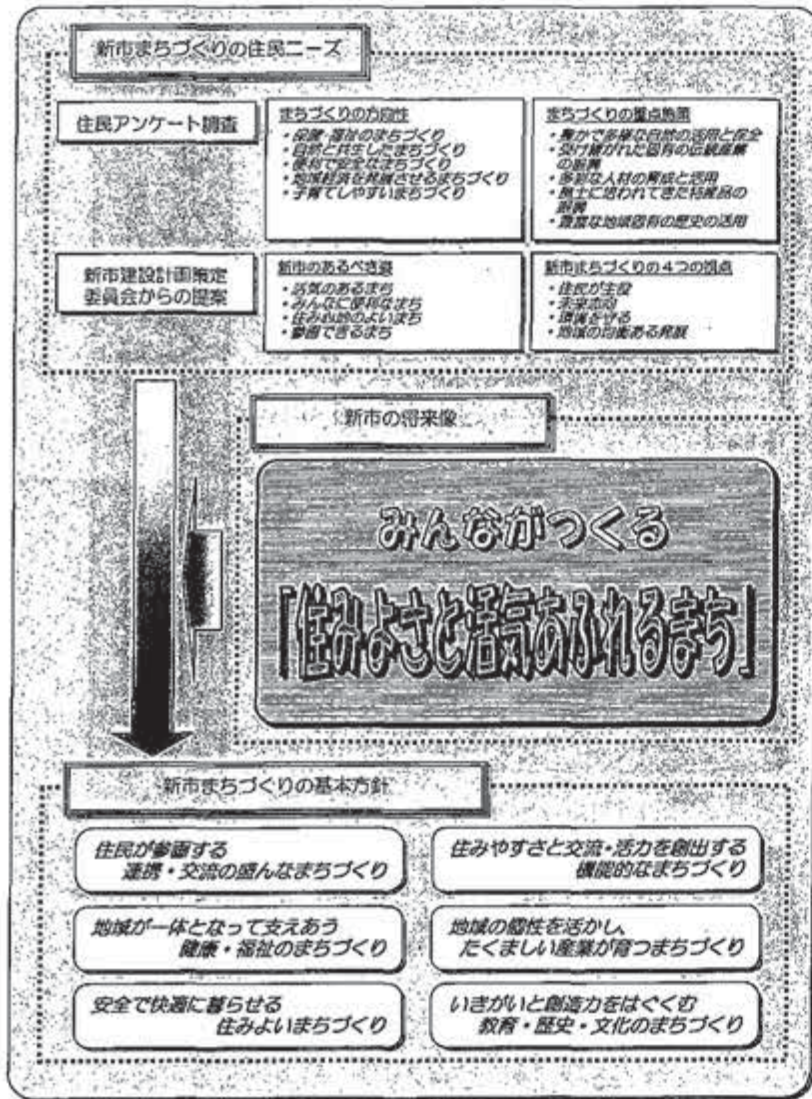 新市まちづくりの住民ニーズ
住民アンケート調査
まちづくりの方向性
・保健・福祉のまちづくり
・自然と共生したまちづくり
・便利で安全なまちづくり
・地域経済を発展させるまちづくり
・子育てしやすいまちづくり
まちづくりの重点施策
・豊かで多様な自然の活用と保全
・受け継がれた固有の伝統産業
の振興
・多彩な人材の育成と活用
・風土に培われてきた特産品の
振興
・豊富な地域固有の歴史の活用
新市建設計画策定
委員会からの提案
新市のあるべき姿
・活気のあるまち
・みんなに便利なまち
・住み心地のよいまち
・参画できるまち
新市まちづくりの4つの視点
・住民が主役
・未来志向
・環境を守る
・地域の均衡ある発展
新市の将来像
みんながつくる
「住みよさと活気あふれるまち」
新市まちづくりの基本方針
住民が参画する
連携・交流の盛んなまちづくり
住みやすさと交流・活力を創出する
機能的なまちづくり
地域が一体となって支えあう
健康・福祉のまちづくり
地域の個性を活かし、
たくましい産業が育つまちづくり
安全で快適に暮らせる
住みよいまちづくり
いきがいと創造力をはぐくむ
教育・歴史・文化のまちづくり